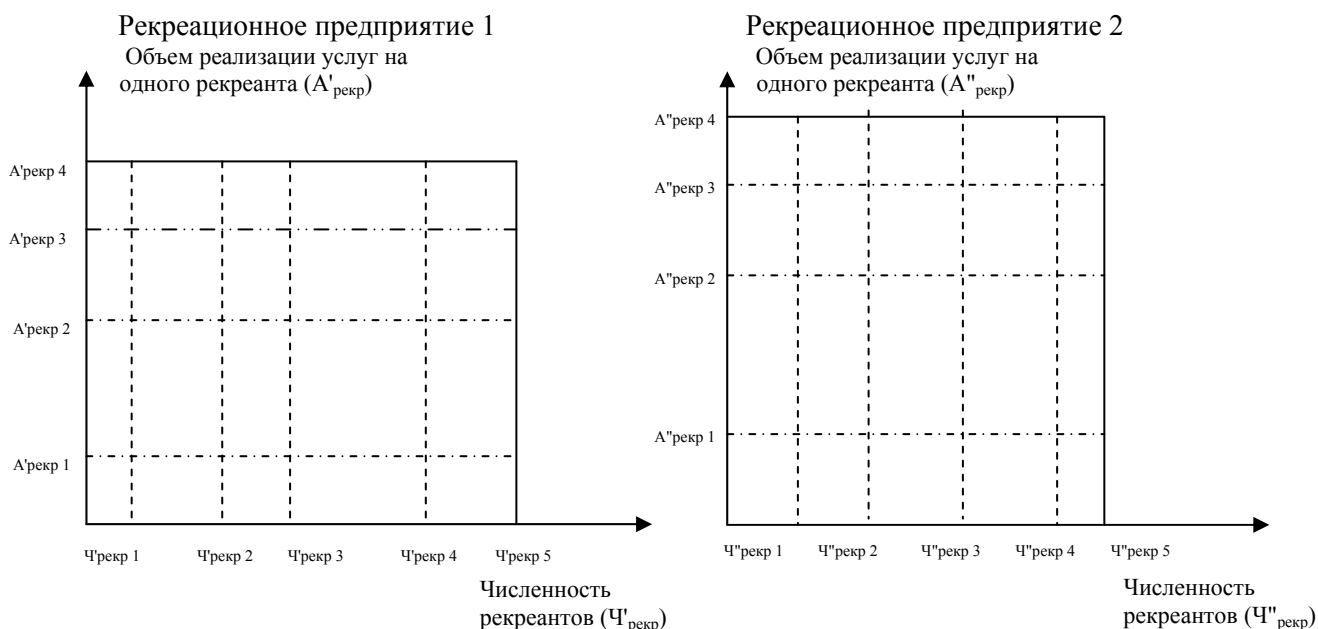 Рекреационное предприятие 1
Объем реализации услуг на
одного рекреанта (А'рекр)
А'рекр 4
А'рекр 3
А'рекр 2
А'рекр 1
Ч'рекр 1 Ч'рекр 2 Ч'рекр 3 Ч'рекр 4 Ч'рекр 5
Численность
рекреантов (Ч'рекр)
Рекреационное предприятие 2
Объем реализации услуг на
одного рекреанта (А"рекр)
А"рекр 4
А"рекр 3
А"рекр 2
А"рекр 1
Ч"рекр 1 Ч"рекр 2 Ч"рекр 3 Ч"рекр 4 Ч"рекр 5
Численность
рекреантов (Ч"рекр)